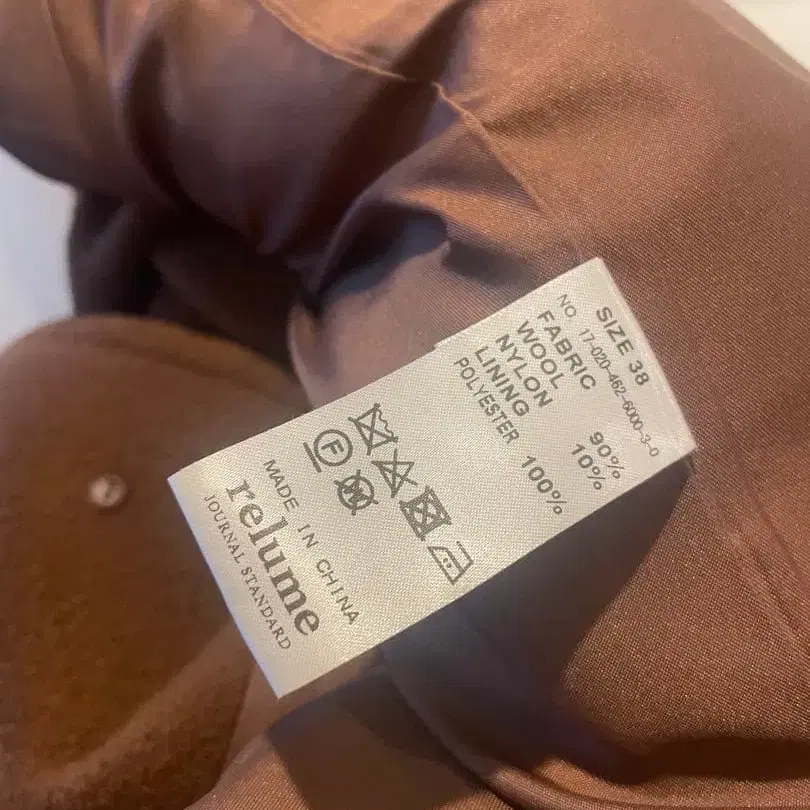 SIZE 38
NO 17-020-462-6000-3-0
FABRIC
WOOL 90%
NYLON 10%
LINING
POLYESTER 100%
F
W
MADE IN CHINA
relume
JOURNAL STANDARD